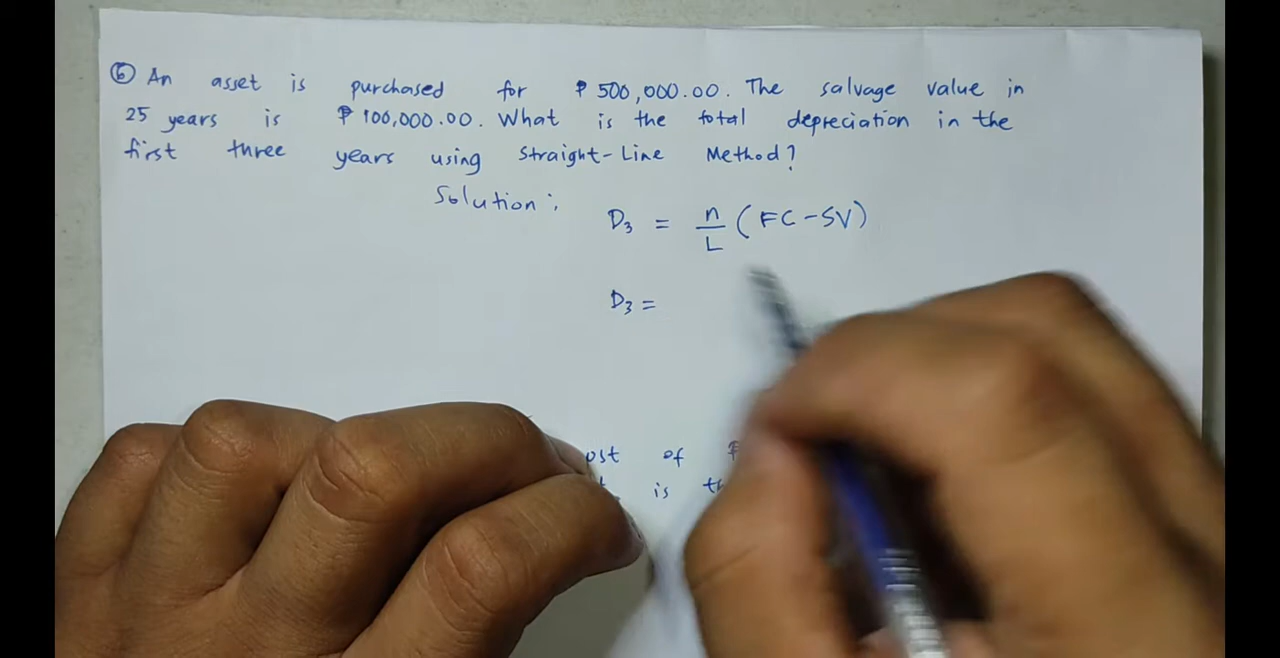 ⑥ An asset is purchased for ₱ 500,000.00. The salvage value in
25 years is ₱ 100,000.00. What is the total depreciation in the
first three years using Straight-Line Method?
Solution:
D₃ = n/L (FC - SV)
D₃ =
of
is